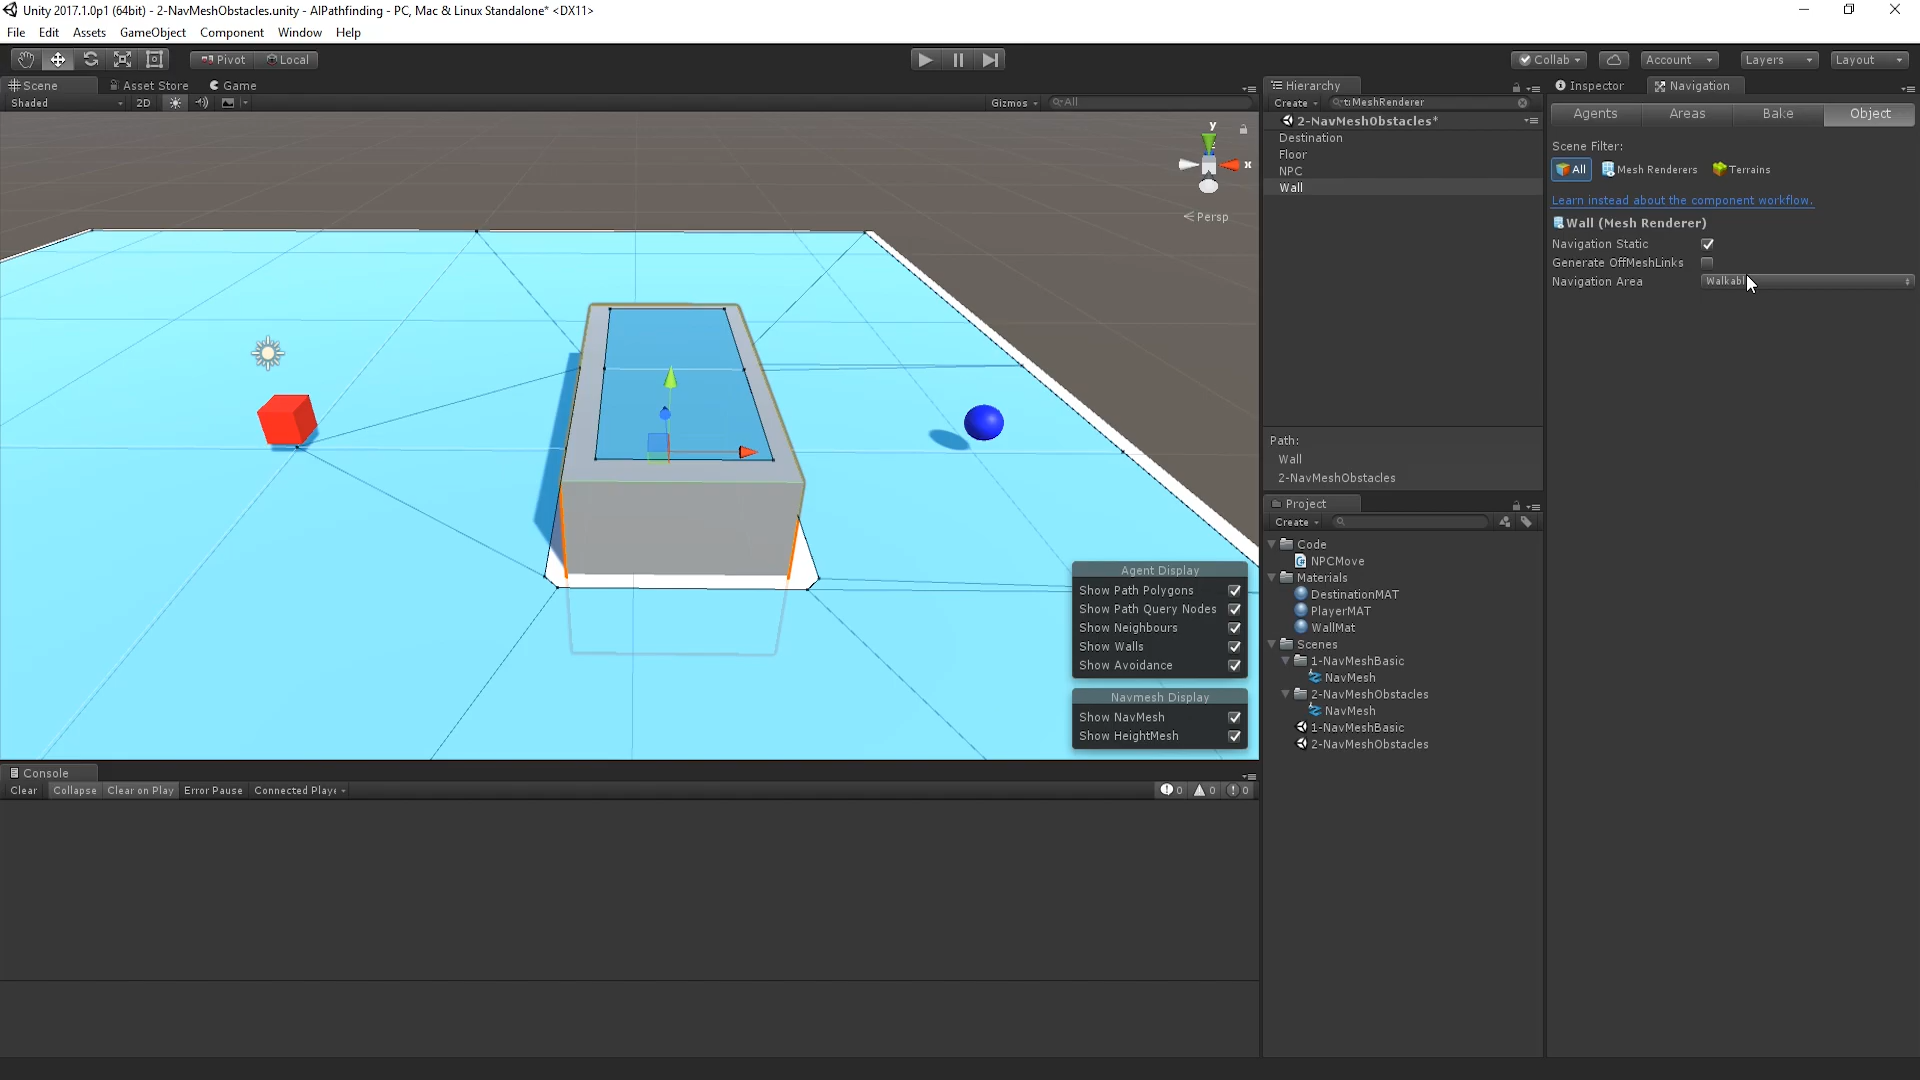 Unity 2017.1.0p1 (64bit) - 2-NavMeshObstacles.unity - AIPathfinding - PC, Mac & Linux Standalone* <DX11>
File Edit Assets GameObject Component Window Help
Pivot Local Collab Account Layers Layout
Scene Asset Store Game
Shaded 2D Gizmos All
y
x
Persp
Agent Display
Show Path Polygons
Show Path Query Nodes
Show Neighbours
Show Walls
Show Avoidance
Navmesh Display
Show NavMesh
Show HeightMesh
Console
Clear Collapse Clear on Play Error Pause Connected Playe
0 0 0
Hierarchy
Create t:MeshRenderer
2-NavMeshObstacles*
Destination
Floor
NPC
Wall
Path:
Wall
2-NavMeshObstacles
Project
Create
Code
NPCMove
Materials
DestinationMAT
PlayerMAT
WallMat
Scenes
1-NavMeshBasic
NavMesh
2-NavMeshObstacles
NavMesh
1-NavMeshBasic
2-NavMeshObstacles
Inspector Navigation
Agents Areas Bake Object
Scene Filter:
All Mesh Renderers Terrains
Learn instead about the component workflow.
Wall (Mesh Renderer)
Navigation Static
Generate OffMeshLinks
Navigation Area Walkabl